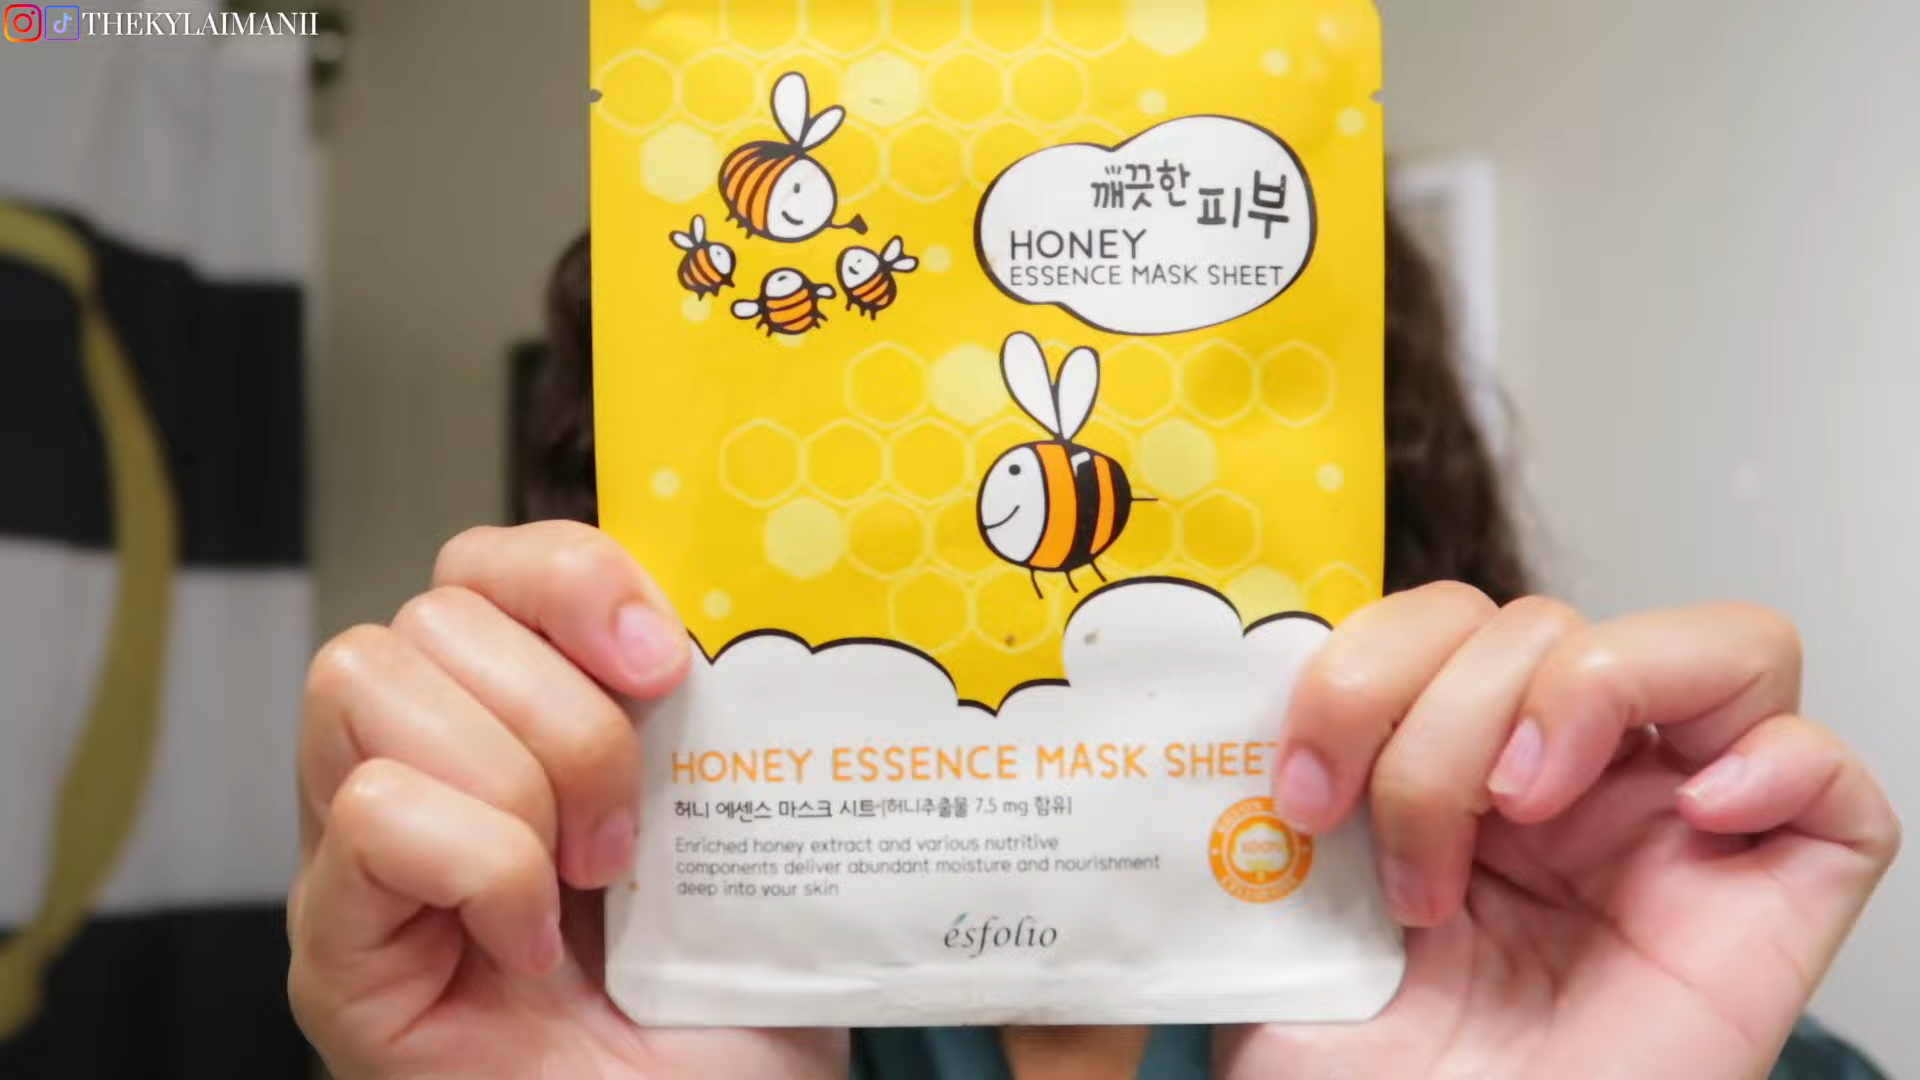 THEKYLAIMANII
깨끗한 피부
HONEY
ESSENCE MASK SHEET
HONEY ESSENCE MASK SHEET
허니 에센스 마스크 시트-[허니추출물 7.5 mg 함유]
Enriched honey extract and various nutritive
components deliver abundant moisture and nourishment
deep into your skin
100%
ésfolio